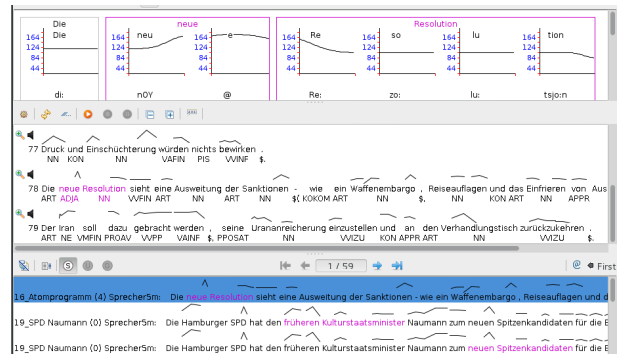 Die neue Resolution
Die neu e Re so lu tion
164 164 164 164 164 164 164
124 124 124 124 124 124 124
84 84 84 84 84 84 84
44 44 44 44 44 44 44
di: nOY @ Re: zo: lu: tsjo:n
77 Druck und Einschüchterung würden nichts bewirken .
NN KON NN VAFIN PIS VVINF $.
78 Die neue Resolution sieht eine Ausweitung der Sanktionen - wie ein Waffenembargo , Reiseauflagen und das Einfrieren von Aus
ART ADJA NN VVFIN ART NN ART NN $( KOKOM ART NN $, NN KON ART NN APPR
79 Der Iran soll dazu gebracht werden , seine Urananreicherung einzustellen und an den Verhandlungstisch zurückzukehren .
ART NE VMFIN PROAV VVPP VAINF $, PPOSAT NN VVIZU KON APPR ART NN VVIZU $.
S 1 / 59 @ First
16_Atomprogramm (4) Sprecher5m: Die neue Resolution sieht eine Ausweitung der Sanktionen - wie ein Waffenembargo , Reiseauflagen und d
19_SPD Naumann (0) Sprecher5m: Die Hamburger SPD hat den früheren Kulturstaatsminister Naumann zum neuen Spitzenkandidaten für die B
19_SPD Naumann (0) Sprecher5m: Die Hamburger SPD hat den früheren Kulturstaatsminister Naumann zum neuen Spitzenkandidaten für die B